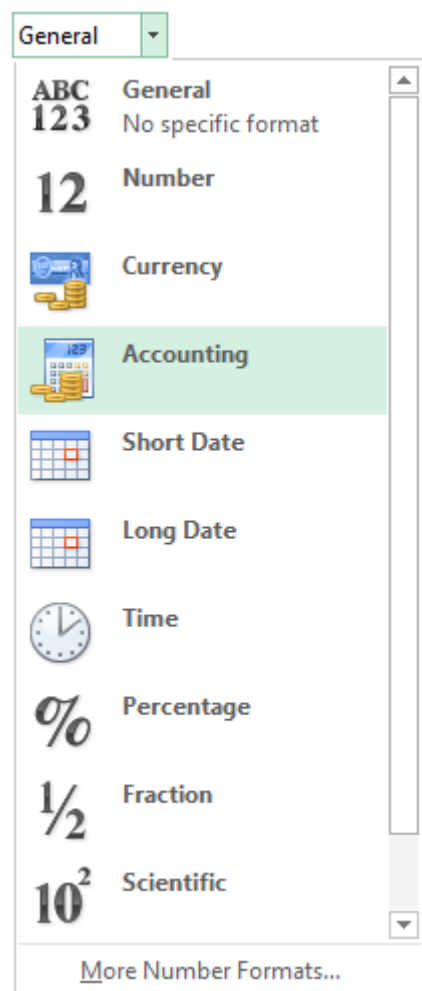 General
ABC
123
General
No specific format
12
Number
Currency
123
Accounting
Short Date
Long Date
Time
%
Percentage
1/2
Fraction
10²
Scientific
More Number Formats...